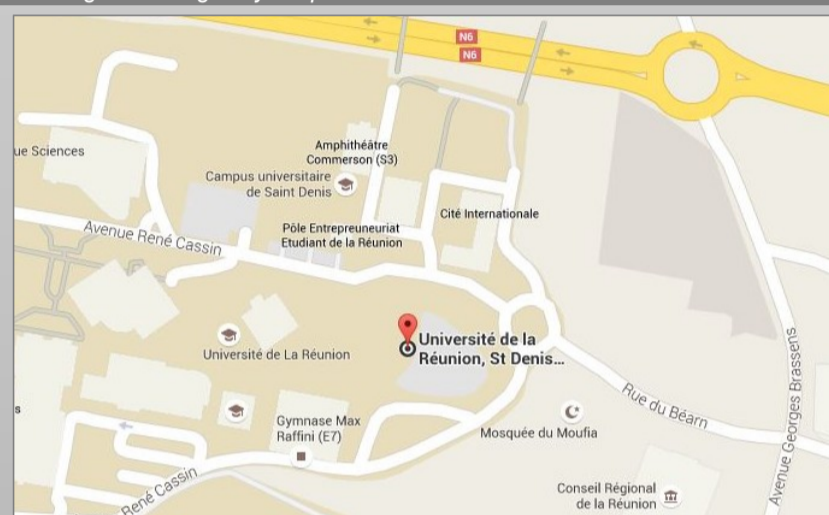 N6
N6
ue Sciences
Amphithéâtre
Commerson (S3)
Campus universitaire
de Saint Denis
Cité Internationale
Avenue René Cassin
Pôle Entrepreuneuriat
Etudiant de la Réunion
Université de la
Réunion, St Denis...
Université de La Réunion
Rue du Béarn
Avenue Georges Brassens
s
Gymnase Max
Raffini (E7)
Mosquée du Moufia
René Cassin
Conseil Régional
de la Réunion